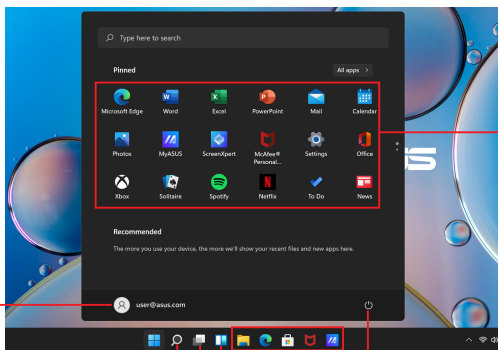 Type here to search
Pinned
All apps >
Microsoft Edge Word Excel PowerPoint Mail Calendar
Photos MyASUS ScreenXpert McAfee® Personal... Settings Office
Xbox Solitaire Spotify Netflix To Do News
Recommended
The more you use your device, the more we'll show your recent files and new apps here.
user@asus.com